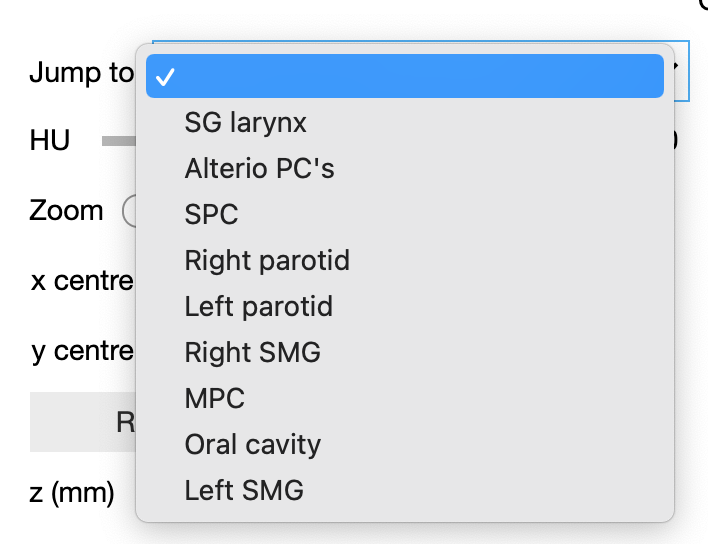 Jump to
SG larynx
HU
Alterio PC's
Zoom
SPC
Right parotid
x centre
Left parotid
y centre
Right SMG
MPC
R
Oral cavity
z (mm)
Left SMG